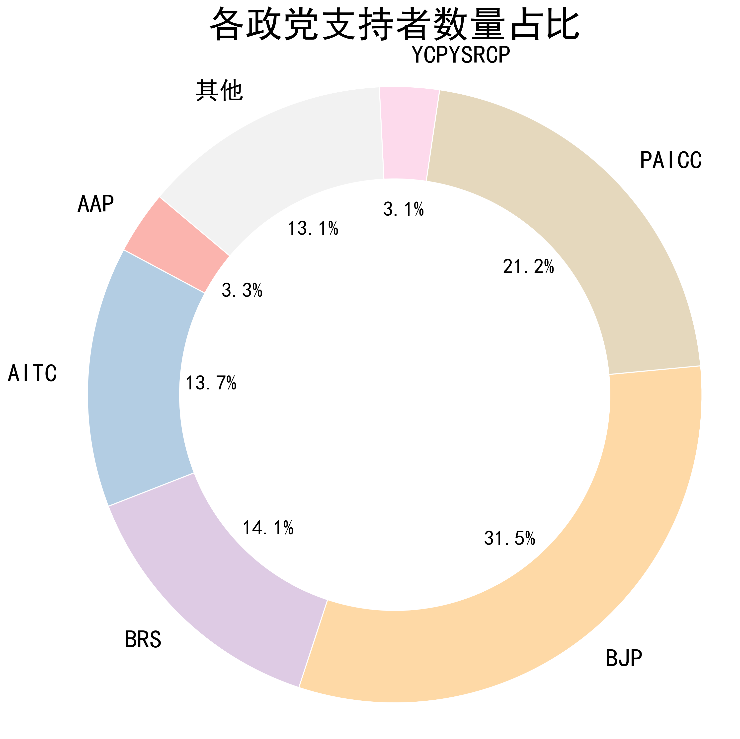 各政党支持者数量占比
YCPYSRCP
其他
PAICC
AAP
13.1%
3.1%
21.2%
3.3%
AITC
13.7%
14.1%
31.5%
BRS
BJP